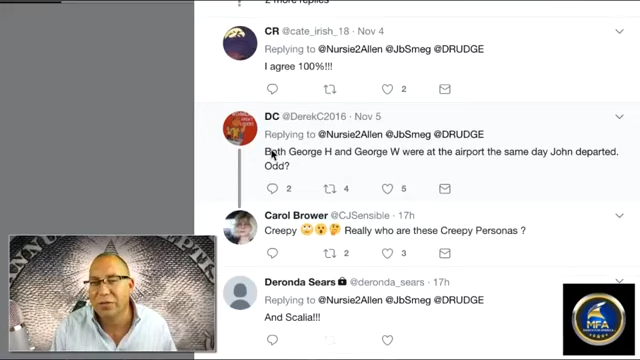 2 more replies
CR @cate_irish_18 · Nov 4
Replying to @Nursie2Allen @JbSmeg @DRUDGE
I agree 100%!!!
2
DC @DerekC2016 · Nov 5
Replying to @Nursie2Allen @JbSmeg @DRUDGE
Both George H and George W were at the airport the same day John departed.
Odd?
2 4 5
Carol Brower @CJSensible · 17h
Creepy 🙄😮🤔 Really who are these Creepy Personas ?
2 3
Deronda Sears @deronda_sears · 17h
Replying to @Nursie2Allen @JbSmeg @DRUDGE
And Scalia!!!
MFA